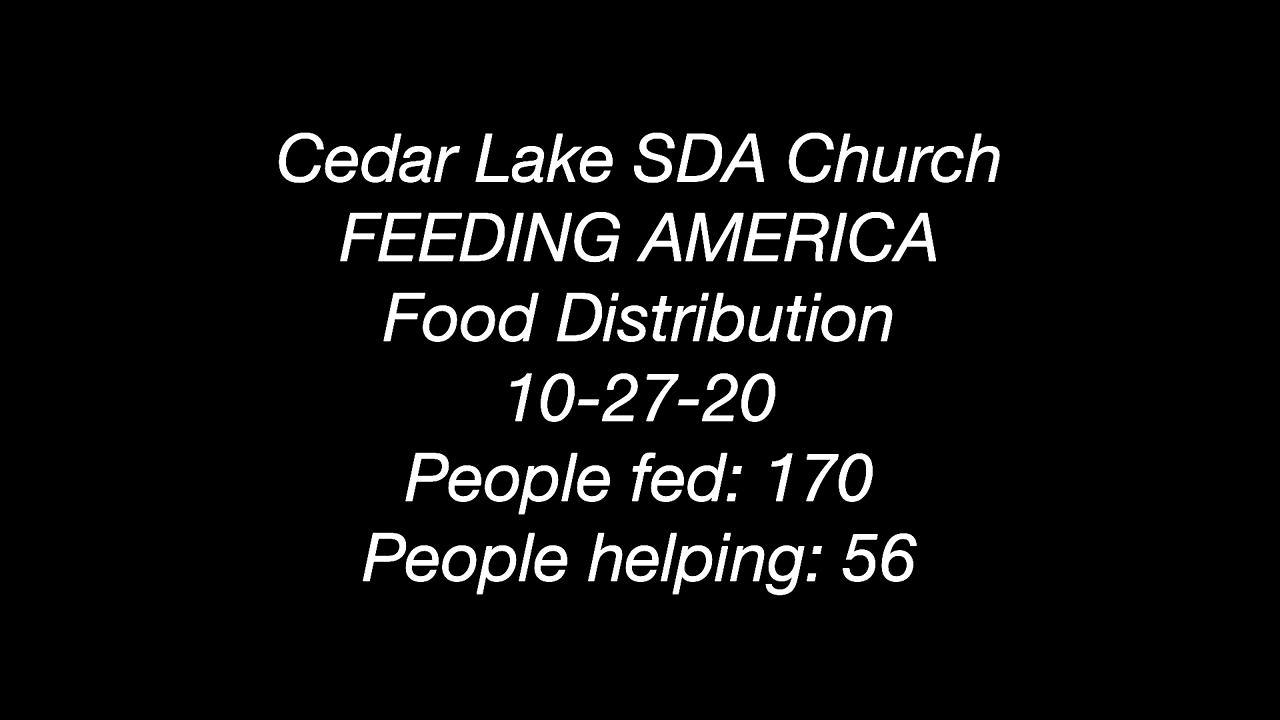 Cedar Lake SDA Church
FEEDING AMERICA
Food Distribution
10-27-20
People fed: 170
People helping: 56